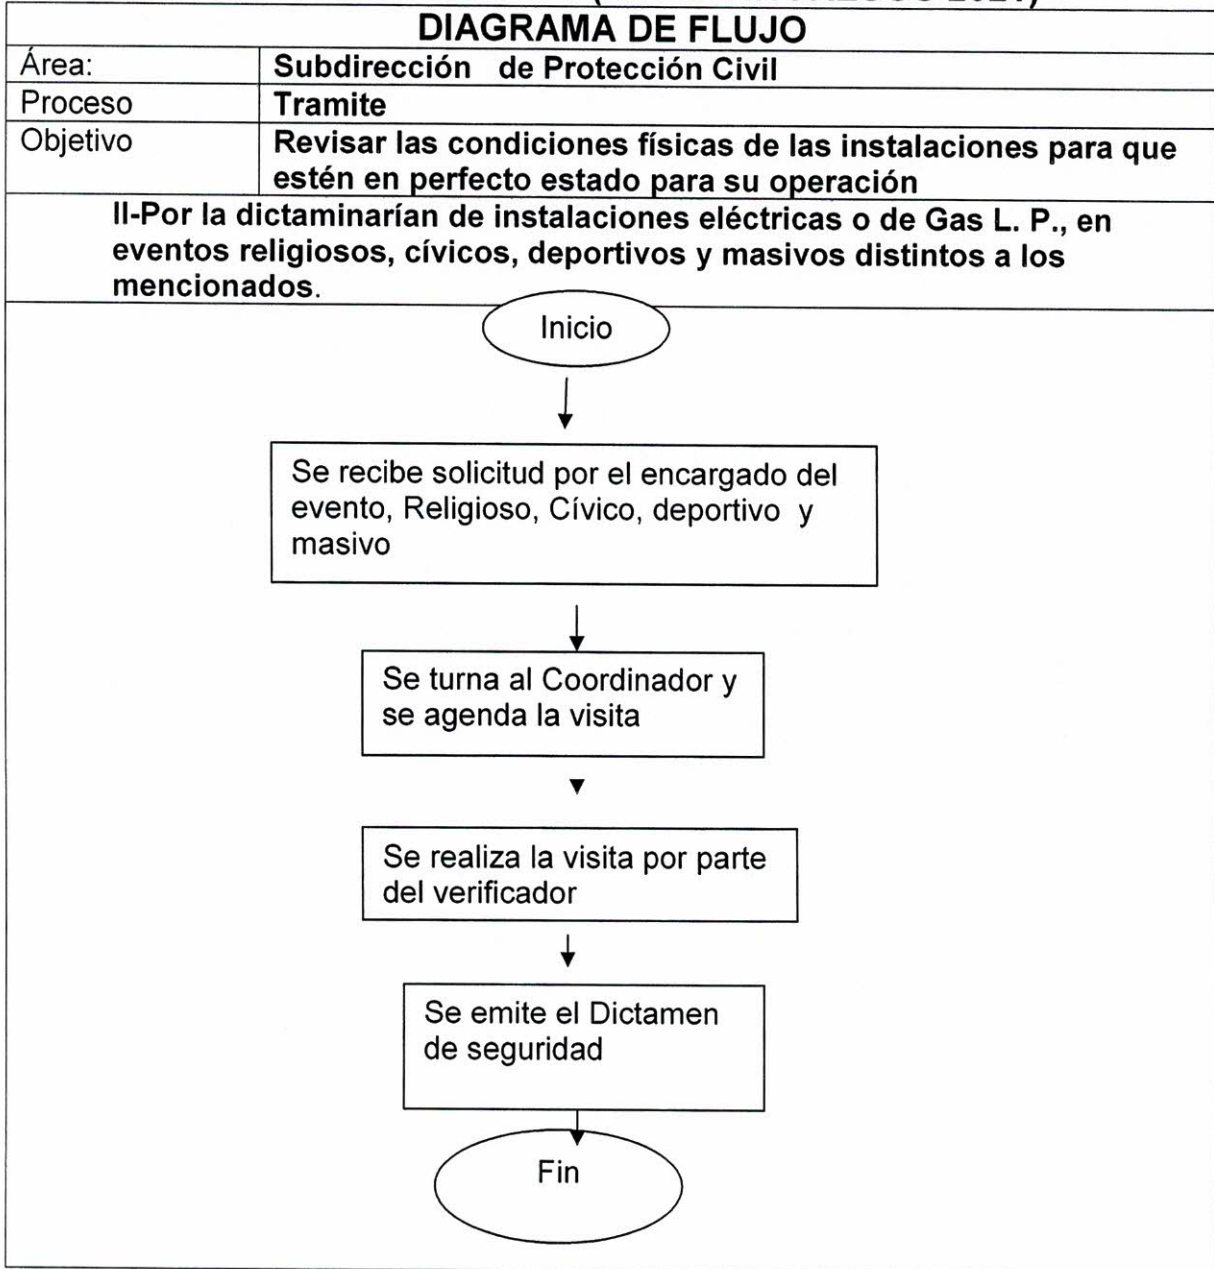 DIAGRAMA DE FLUJO
Área:
Subdirección de Protección Civil
Proceso
Tramite
Objetivo
Revisar las condiciones físicas de las instalaciones para que
estén en perfecto estado para su operación
II-Por la dictaminarían de instalaciones eléctricas o de Gas L. P., en
eventos religiosos, cívicos, deportivos y masivos distintos a los
mencionados.
Inicio
Se recibe solicitud por el encargado del
evento, Religioso, Cívico, deportivo y
masivo
Se turna al Coordinador y
se agenda la visita
Se realiza la visita por parte
del verificador
Se emite el Dictamen
de seguridad
Fin